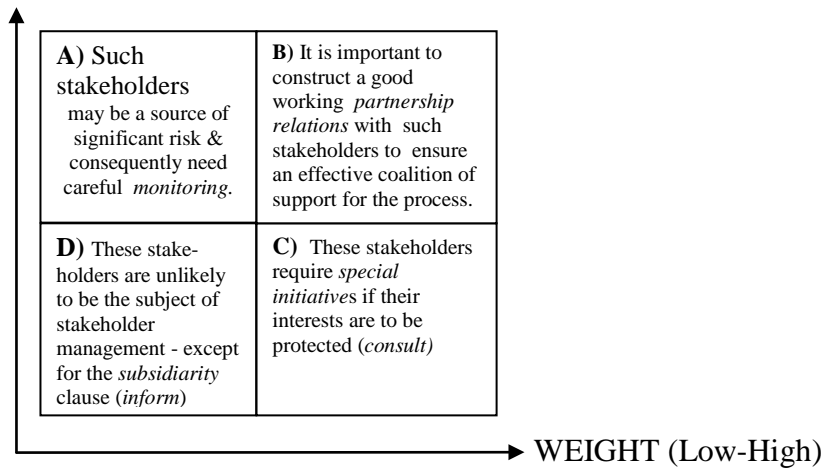 A) Such
stakeholders
may be a source of
significant risk &
consequently need
careful monitoring.
B) It is important to
construct a good
working partnership
relations with such
stakeholders to ensure
an effective coalition of
support for the process.
D) These stake-
holders are unlikely
to be the subject of
stakeholder
management - except
for the subsidiarity
clause (inform)
C) These stakeholders
require special
initiatives if their
interests are to be
protected (consult)
WEIGHT (Low-High)